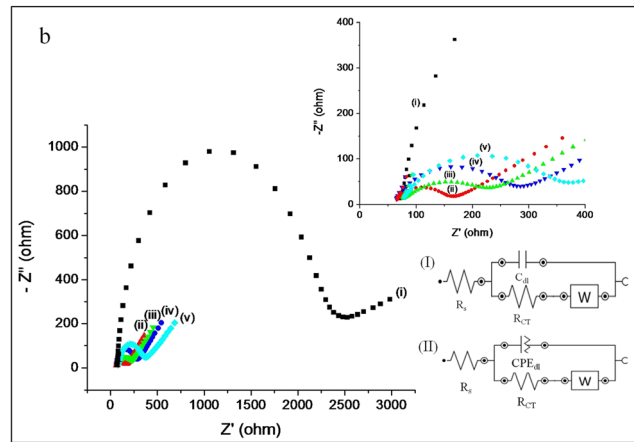 b
- Z'' (ohm)
1000
800
600
400
200
0
0
500
1000
1500
2000
2500
3000
Z' (ohm)
(i)
(ii)
(iii)
(iv)
(v)
-Z'' (ohm)
400
300
200
100
0
0
100
200
300
400
Z' (ohm)
(i)
(v)
(iv)
(iii)
(ii)
(I)
Rs
Cdl
RCT
W
(II)
Rs
CPEdl
RCT
W